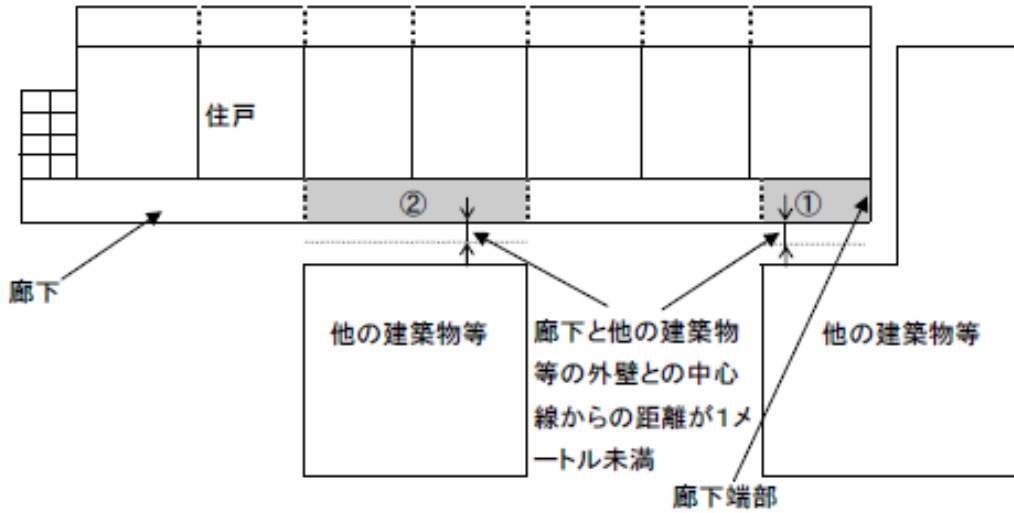 住戸
②
①
廊下
他の建築物等
廊下と他の建築物
等の外壁との中心
線からの距離が1メ
ートル未満
他の建築物等
廊下端部